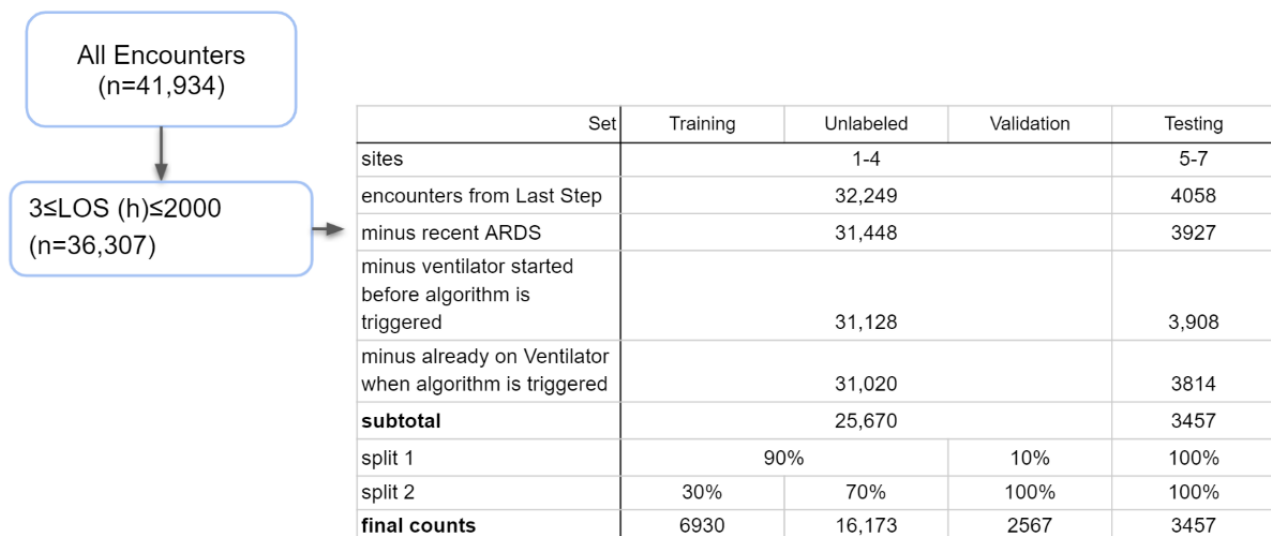 All Encounters
(n=41,934)
3≤LOS (h)≤2000
(n=36,307)
Set Training Unlabeled Validation Testing
sites 1-4 5-7
encounters from Last Step 32,249 4058
minus recent ARDS 31,448 3927
minus ventilator started
before algorithm is
triggered 31,128 3,908
minus already on Ventilator
when algorithm is triggered 31,020 3814
subtotal 25,670 3457
split 1 90% 10% 100%
split 2 30% 70% 100% 100%
final counts 6930 16,173 2567 3457